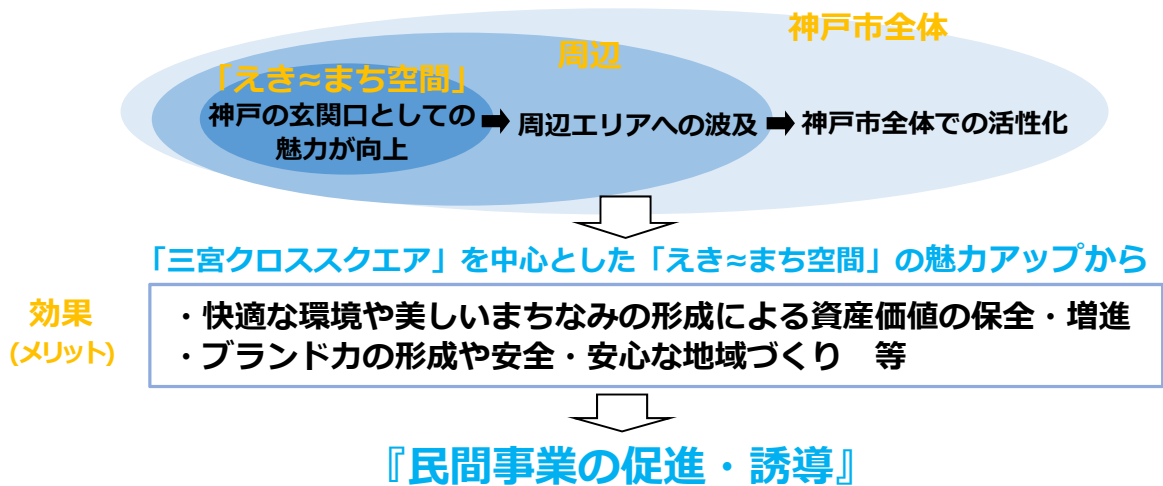 神戸市全体
周辺
「えき≈まち空間」
神戸の玄関口としての
魅力が向上
周辺エリアへの波及
神戸市全体での活性化
「三宮クロススクエア」を中心とした「えき≈まち空間」の魅力アップから
効果
(メリット)
・快適な環境や美しいまちなみの形成による資産価値の保全・増進
・ブランド力の形成や安全・安心な地域づくり　等
『民間事業の促進・誘導』